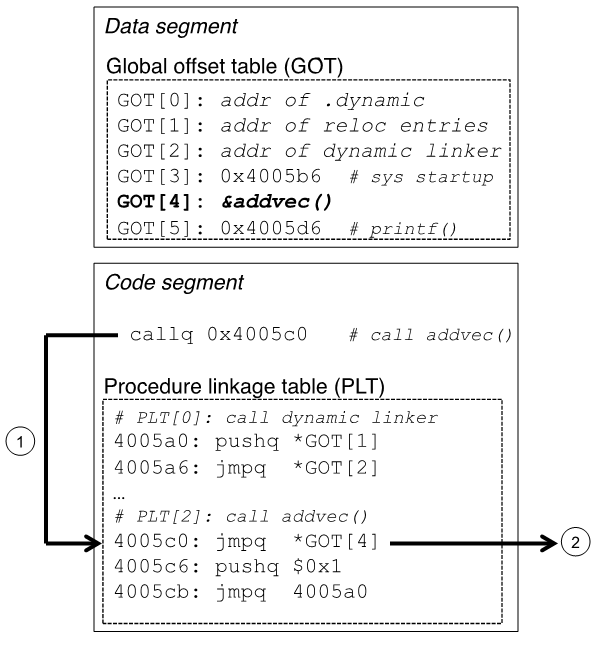 Data segment
Global offset table (GOT)
GOT[0]: addr of .dynamic
GOT[1]: addr of reloc entries
GOT[2]: addr of dynamic linker
GOT[3]: 0x4005b6 # sys startup
GOT[4]: &addvec()
GOT[5]: 0x4005d6 # printf()
Code segment
callq 0x4005c0 # call addvec()
Procedure linkage table (PLT)
# PLT[0]: call dynamic linker
4005a0: pushq *GOT[1]
1
4005a6: jmpq *GOT[2]
…
# PLT[2]: call addvec()
4005c0: jmpq *GOT[4]
2
4005c6: pushq $0x1
4005cb: jmpq 4005a0